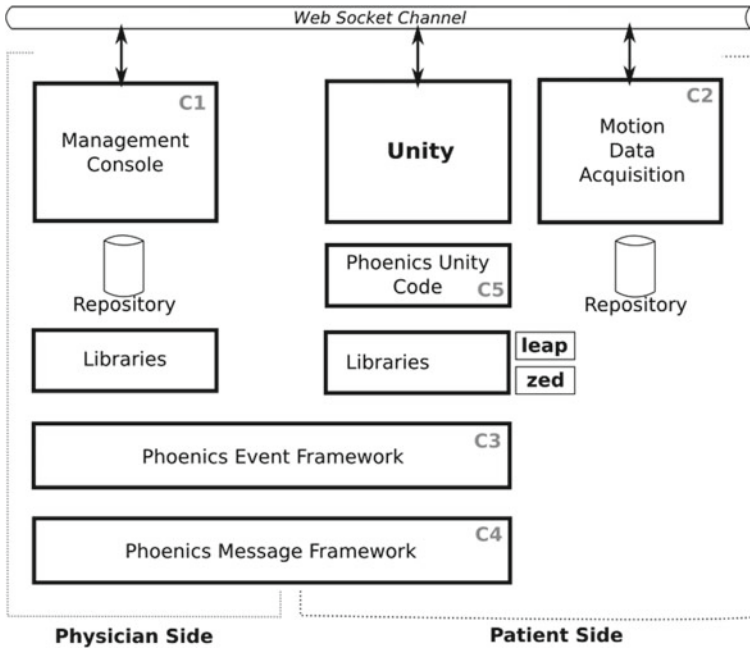 Web Socket Channel
C1
Management
Console
Unity
C2
Motion
Data
Acquisition
Repository
Phoenics Unity
Code
C5
Repository
Libraries
Libraries
leap
zed
C3
Phoenics Event Framework
C4
Phoenics Message Framework
Physician Side
Patient Side